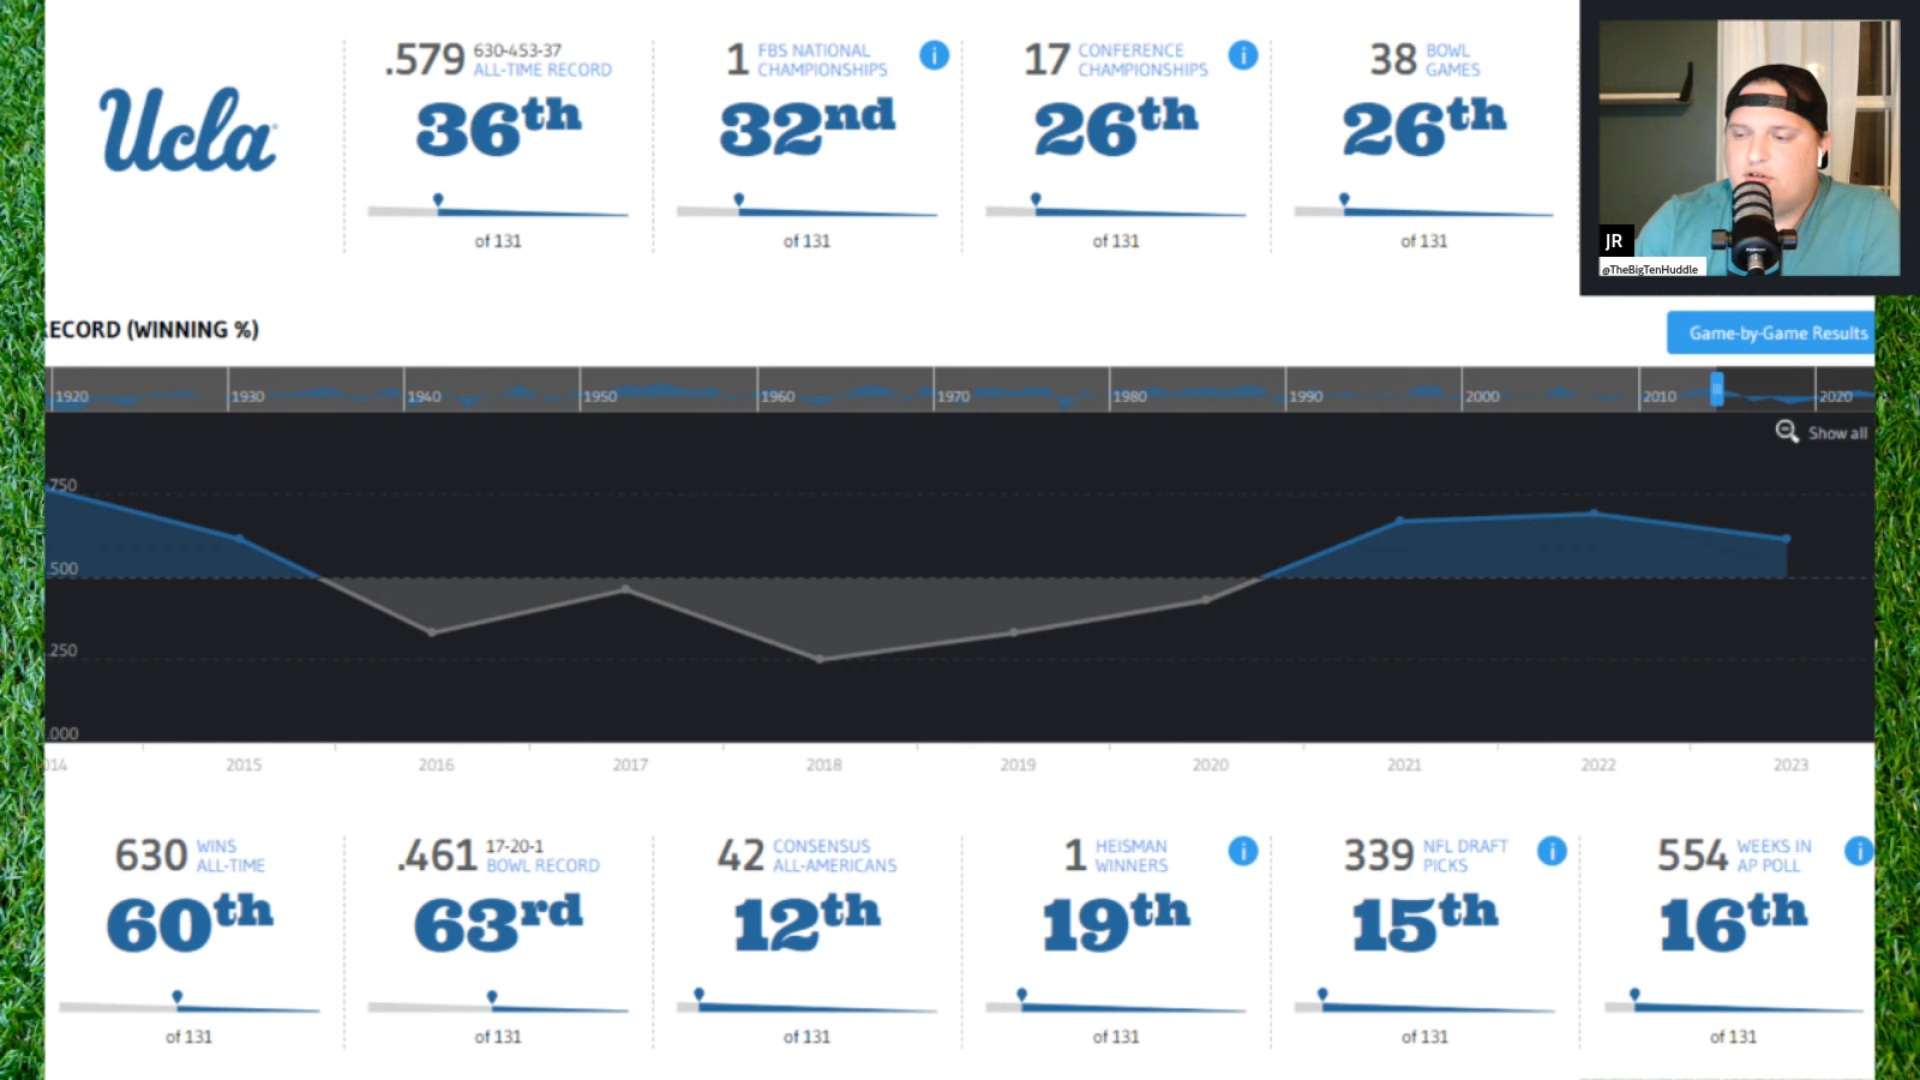 Ucla
.579 630-453-37
ALL-TIME RECORD
36th
of 131
1 FBS NATIONAL
CHAMPIONSHIPS
i
32nd
of 131
17 CONFERENCE
CHAMPIONSHIPS
i
26th
of 131
38 BOWL
GAMES
26th
of 131
JR
@TheBigTenHuddle
ECORD (WINNING %)
Game-by-Game Results
1920 1930 1940 1950 1960 1970 1980 1990 2000 2010 2020
Show all
.750
.500
.250
.000
014 2015 2016 2017 2018 2019 2020 2021 2022 2023
630 WINS
ALL-TIME
60th
of 131
.461 17-20-1
BOWL RECORD
63rd
of 131
42 CONSENSUS
ALL-AMERICANS
12th
of 131
1 HEISMAN
WINNERS
i
19th
of 131
339 NFL DRAFT
PICKS
i
15th
of 131
554 WEEKS IN
AP POLL
i
16th
of 131